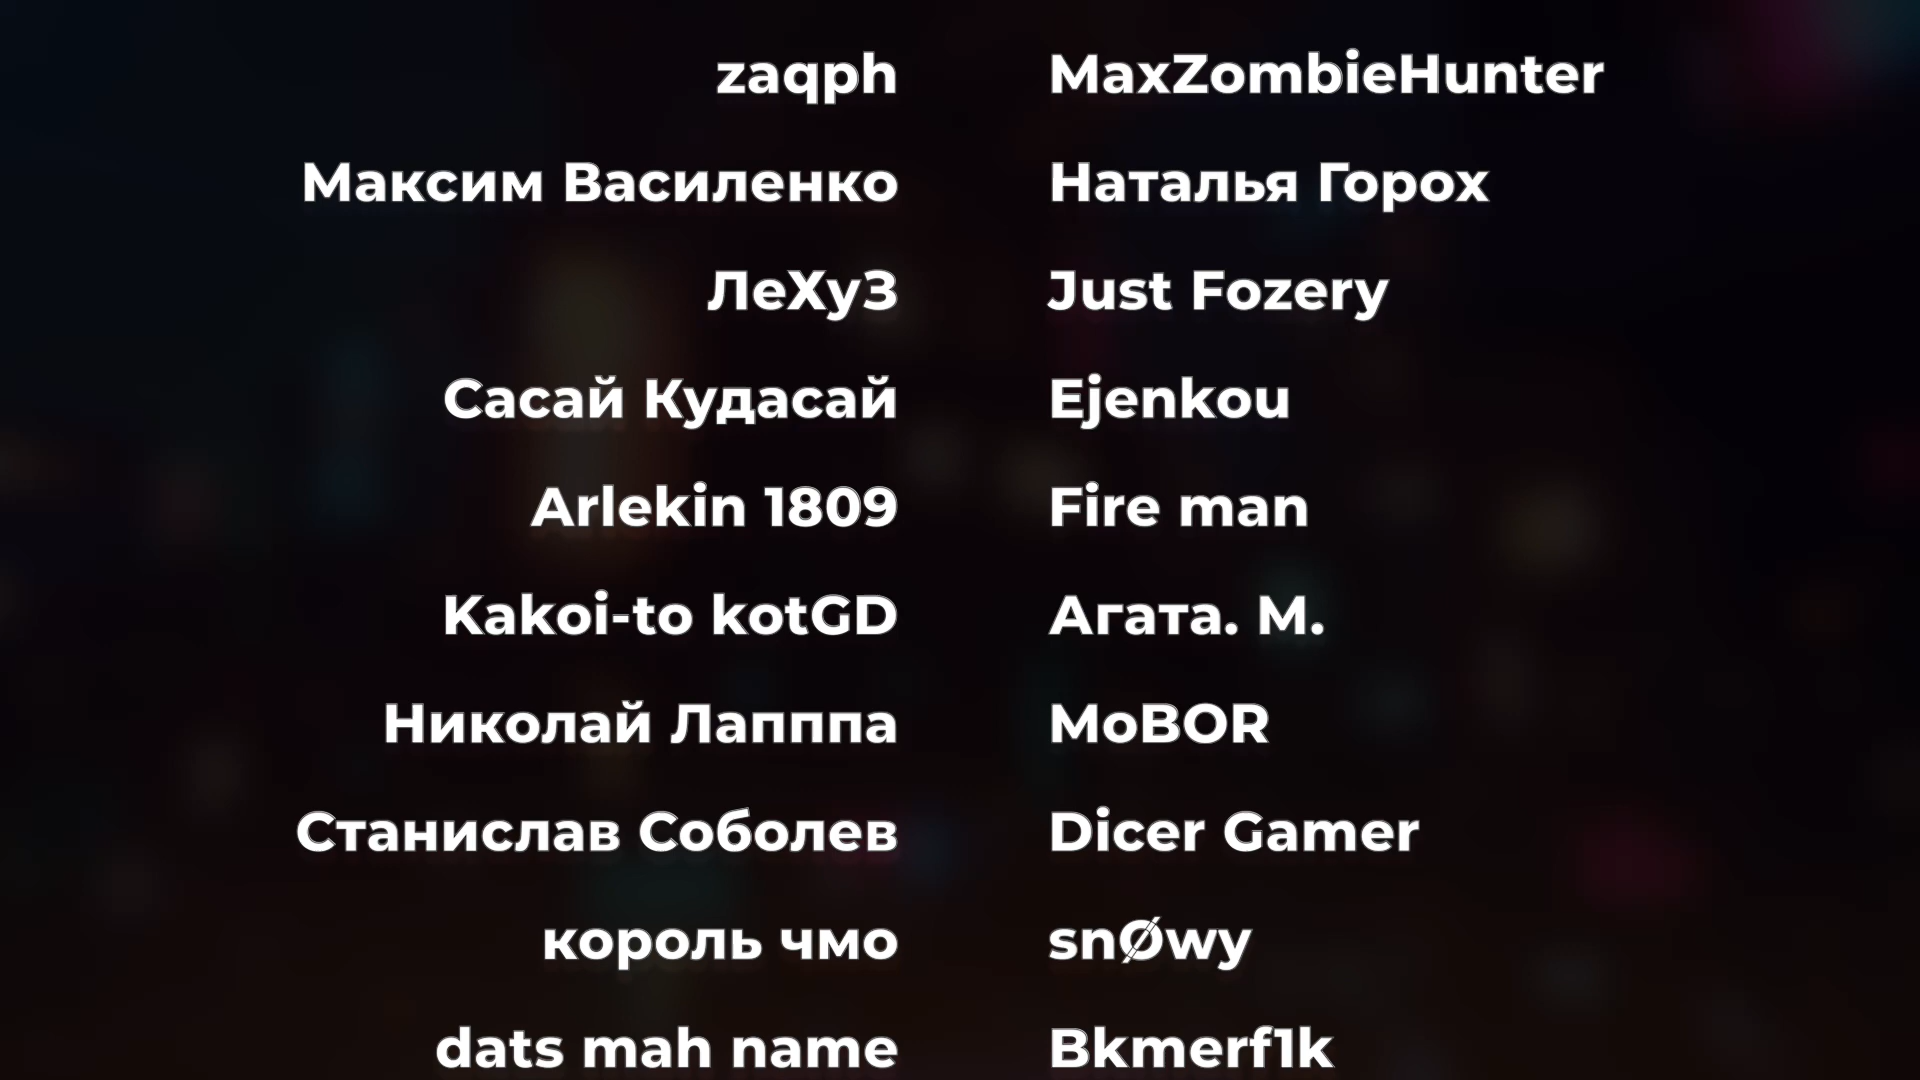 zaqph MaxZombieHunter
Максим Василенко Наталья Горох
ЛеХуЗ Just Fozery
Сасай Кудасай Ejenkou
Arlekin 1809 Fire man
Kakoi-to kotGD Агата. М.
Николай Лапппа MoBOR
Станислав Соболев Dicer Gamer
король чмо snØwy
dats mah name Bkmerf1k